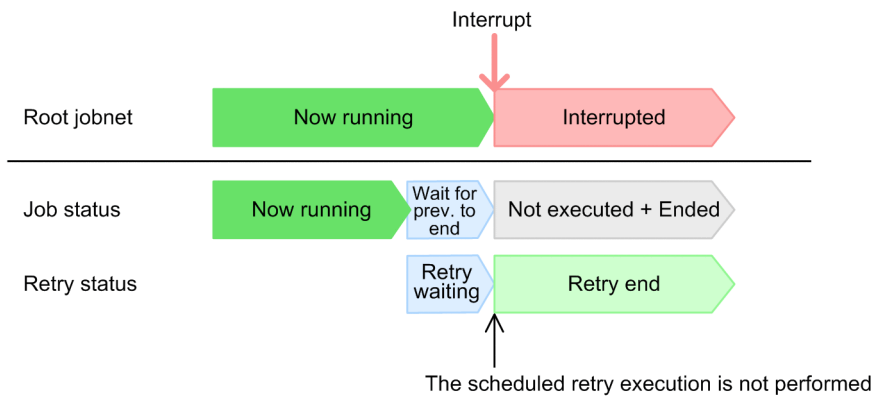 Interrupt
Root jobnet
Now running
Interrupted
Job status
Now running
Wait for
prev. to
end
Not executed + Ended
Retry status
Retry
waiting
Retry end
The scheduled retry execution is not performed